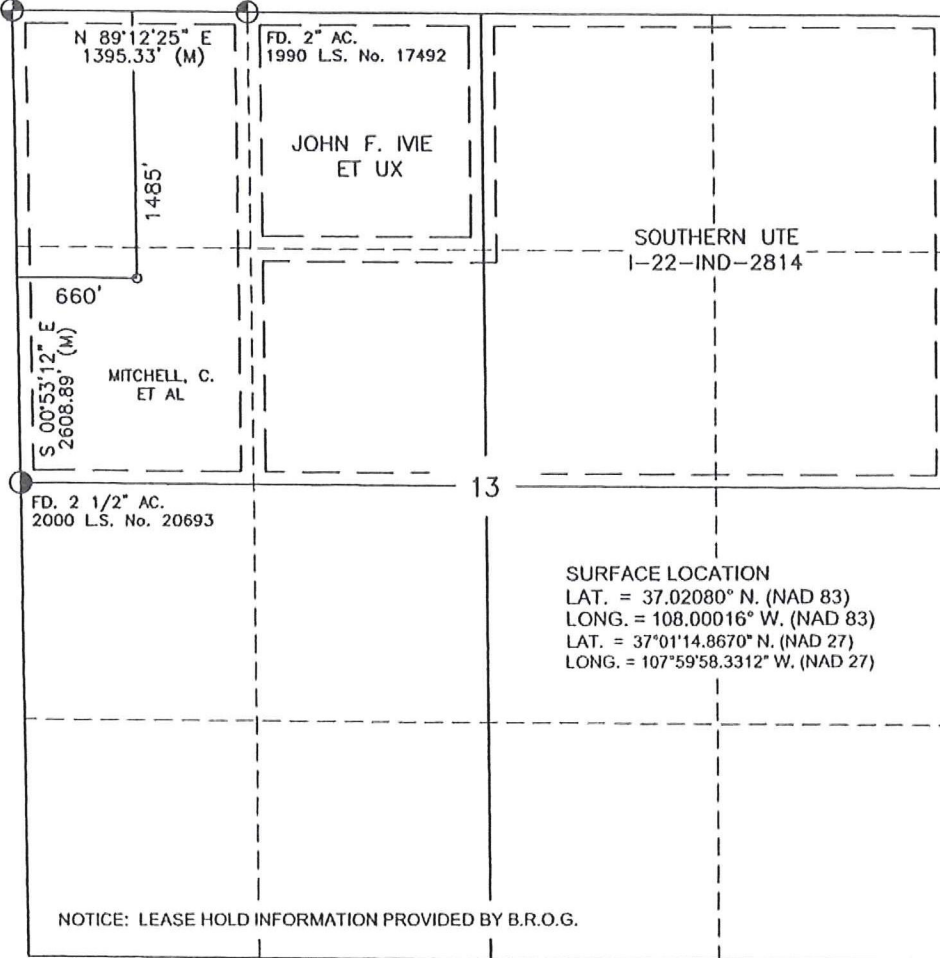 N 89°12'25" E
1395.33' (M)
FD. 2" AC.
1990 L.S. No. 17492
JOHN F. IVIE
ET UX
1485'
SOUTHERN UTE
I-22-IND-2814
660'
S 00°53'12" E
2608.89' (M)
MITCHELL, C.
ET AL
13
FD. 2 1/2" AC.
2000 L.S. No. 20693
SURFACE LOCATION
LAT. = 37.02080° N. (NAD 83)
LONG. = 108.00016° W. (NAD 83)
LAT. = 37°01'14.8670" N. (NAD 27)
LONG. = 107°59'58.3312" W. (NAD 27)
NOTICE: LEASE HOLD INFORMATION PROVIDED BY B.R.O.G.